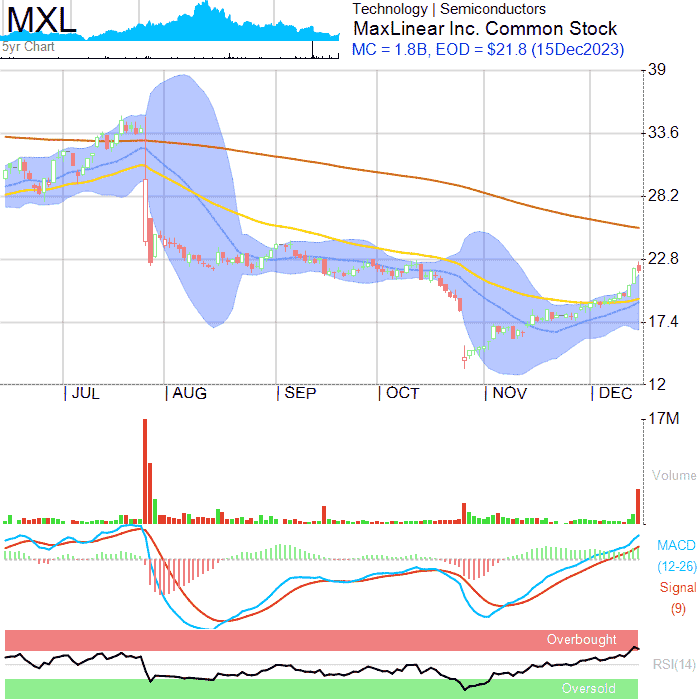 MXL
Technology | Semiconductors
MaxLinear Inc. Common Stock
5yr Chart
MC = 1.8B, EOD = $21.8 (15Dec2023)
39
33.6
28.2
22.8
17.4
12
| JUL | AUG | SEP | OCT | NOV | DEC
17M
Volume
MACD
(12-26)
Signal
(9)
Overbought
RSI(14)
Oversold